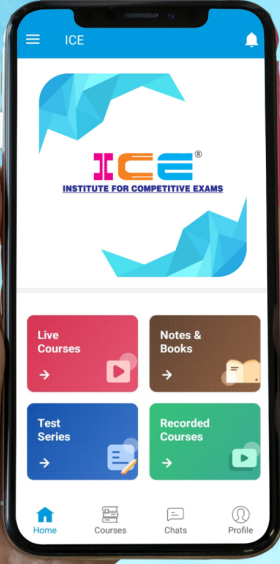 ICE
ICE®
INSTITUTE FOR COMPETITIVE EXAMS
Live
Courses
Notes &
Books
Test
Series
Recorded
Courses
Home
Courses
Chats
Profile